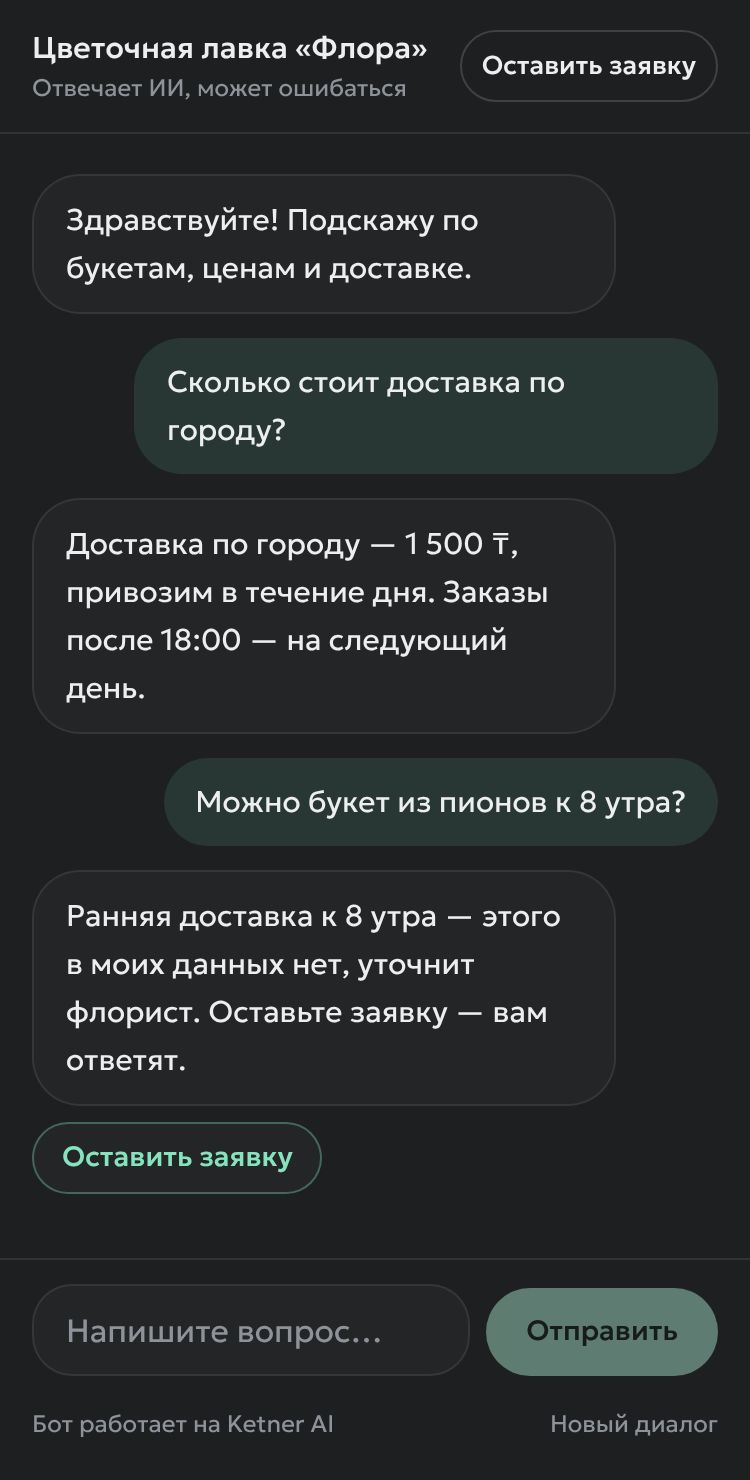 Цветочная лавка «Флора»
Отвечает ИИ, может ошибаться
Оставить заявку
Здравствуйте! Подскажу по
букетам, ценам и доставке.
Сколько стоит доставка по
городу?
Доставка по городу — 1 500 ₸,
привозим в течение дня. Заказы
после 18:00 — на следующий
день.
Можно букет из пионов к 8 утра?
Ранняя доставка к 8 утра — этого
в моих данных нет, уточнит
флорист. Оставьте заявку — вам
ответят.
Оставить заявку
Напишите вопрос...
Отправить
Бот работает на Ketner AI
Новый диалог